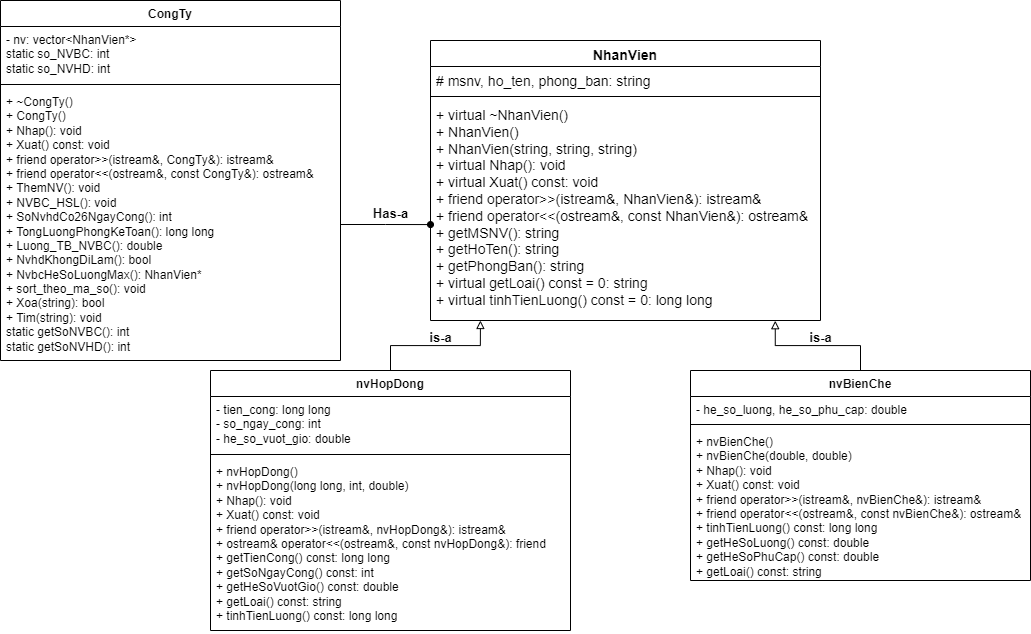 CongTy
- nv: vector<NhanVien*>
static so_NVBC: int
static so_NVHD: int
+ ~CongTy()
+ CongTy()
+ Nhap(): void
+ Xuat() const: void
+ friend operator>>(istream&, CongTy&): istream&
+ friend operator<<(ostream&, const CongTy&): ostream&
+ ThemNV(): void
+ NVBC_HSL(): void
+ SoNvhdCo26NgayCong(): int
+ TongLuongPhongKeToan(): long long
+ Luong_TB_NVBC(): double
+ NvhdKhongDiLam(): bool
+ NvbcHeSoLuongMax(): NhanVien*
+ sort_theo_ma_so(): void
+ Xoa(string): bool
+ Tim(string): void
static getSoNVBC(): int
static getSoNVHD(): int
Has-a
NhanVien
# msnv, ho_ten, phong_ban: string
+ virtual ~NhanVien()
+ NhanVien()
+ NhanVien(string, string, string)
+ virtual Nhap(): void
+ virtual Xuat() const: void
+ friend operator>>(istream&, NhanVien&): istream&
+ friend operator<<(ostream&, const NhanVien&): ostream&
+ getMSNV(): string
+ getHoTen(): string
+ getPhongBan(): string
+ virtual getLoai() const = 0: string
+ virtual tinhTienLuong() const = 0: long long
is-a
is-a
nvHopDong
- tien_cong: long long
- so_ngay_cong: int
- he_so_vuot_gio: double
+ nvHopDong()
+ nvHopDong(long long, int, double)
+ Nhap(): void
+ Xuat() const: void
+ friend operator>>(istream&, nvHopDong&): istream&
+ ostream& operator<<(ostream&, const nvHopDong&): friend
+ getTienCong() const: long long
+ getSoNgayCong() const: int
+ getHeSoVuotGio() const: double
+ getLoai() const: string
+ tinhTienLuong() const: long long
nvBienChe
- he_so_luong, he_so_phu_cap: double
+ nvBienChe()
+ nvBienChe(double, double)
+ Nhap(): void
+ Xuat() const: void
+ friend operator>>(istream&, nvBienChe&): istream&
+ friend operator<<(ostream&, const nvBienChe&): ostream&
+ tinhTienLuong() const: long long
+ getHeSoLuong() const: double
+ getHeSoPhuCap() const: double
+ getLoai() const: string